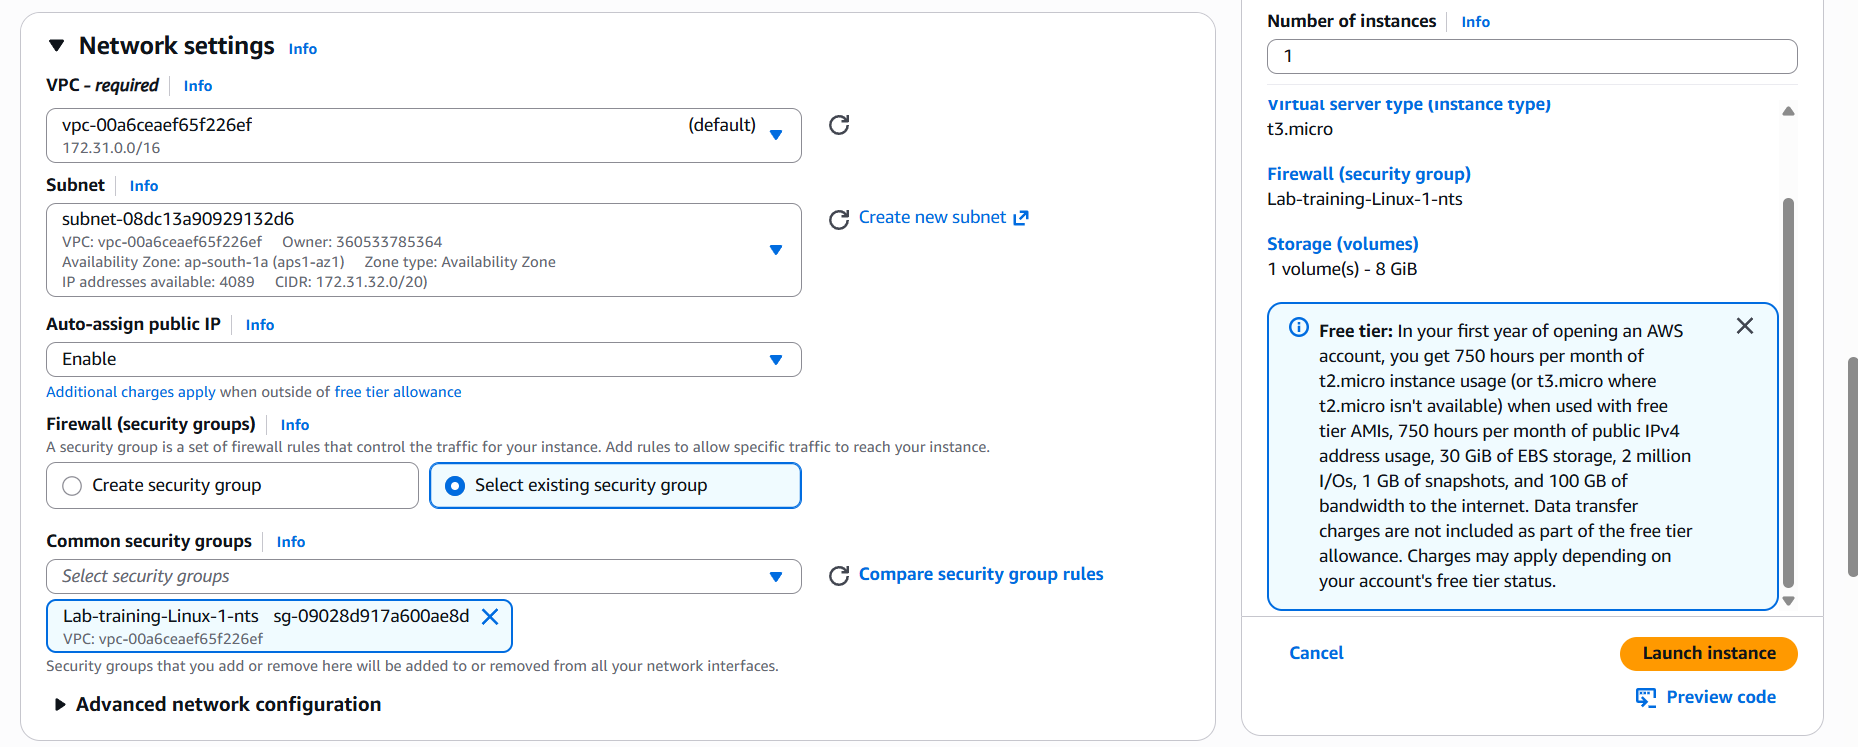 Network settings Info
VPC - required Info
vpc-00a6ceaef65f226ef (default)
172.31.0.0/16
Subnet Info
subnet-08dc13a90929132d6
VPC: vpc-00a6ceaef65f226ef Owner: 360533785364
Availability Zone: ap-south-1a (aps1-az1) Zone type: Availability Zone
IP addresses available: 4089 CIDR: 172.31.32.0/20)
Create new subnet
Auto-assign public IP Info
Enable
Additional charges apply when outside of free tier allowance
Firewall (security groups) Info
A security group is a set of firewall rules that control the traffic for your instance. Add rules to allow specific traffic to reach your instance.
Create security group
Select existing security group
Common security groups Info
Select security groups
Compare security group rules
Lab-training-Linux-1-nts sg-09028d917a600ae8d
VPC: vpc-00a6ceaef65f226ef
Security groups that you add or remove here will be added to or removed from all your network interfaces.
Advanced network configuration
Number of instances Info
1
Virtual server type (instance type)
t3.micro
Firewall (security group)
Lab-training-Linux-1-nts
Storage (volumes)
1 volume(s) - 8 GiB
Free tier: In your first year of opening an AWS
account, you get 750 hours per month of
t2.micro instance usage (or t3.micro where
t2.micro isn't available) when used with free
tier AMIs, 750 hours per month of public IPv4
address usage, 30 GiB of EBS storage, 2 million
I/Os, 1 GB of snapshots, and 100 GB of
bandwidth to the internet. Data transfer
charges are not included as part of the free tier
allowance. Charges may apply depending on
your account's free tier status.
Cancel
Launch instance
Preview code